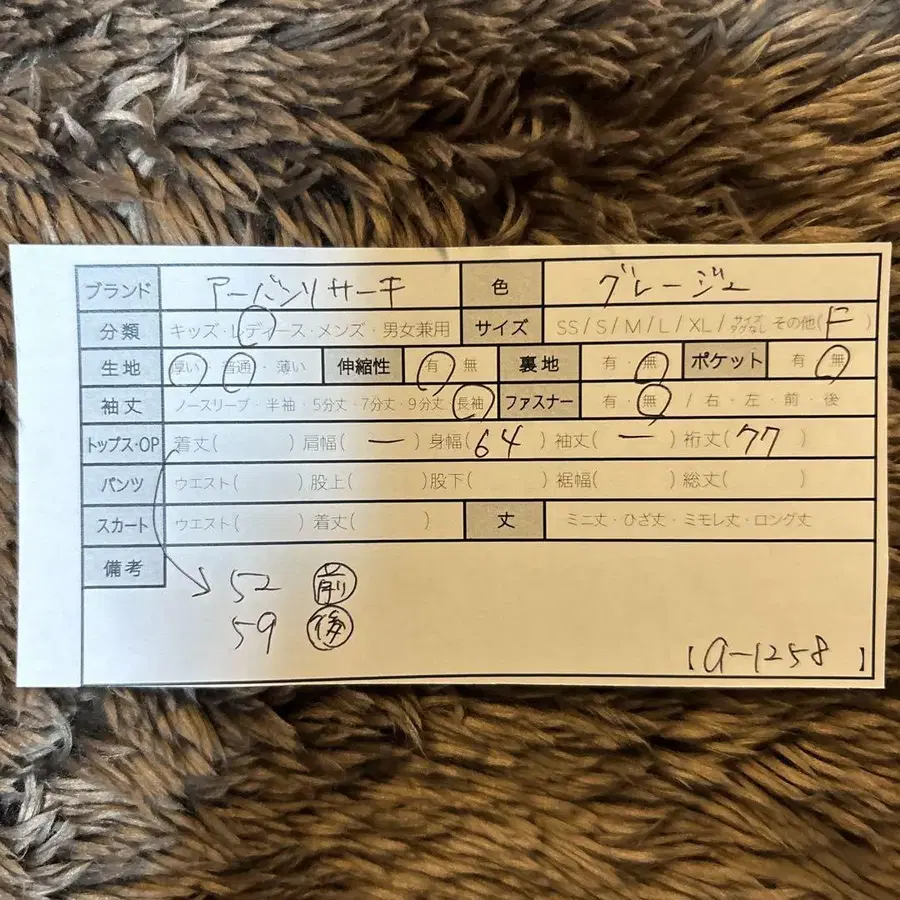 ブランド アーバンリサーチ 色 グレージュ
分類 キッズ・レディース・メンズ・男女兼用 サイズ SS/S/M/L/XL/サイズタグなし その他(F)
生地 厚い・普通・薄い 伸縮性 有・無 裏地 有・無 ポケット 有・無
袖丈 ノースリーブ・半袖・5分丈・7分丈・9分丈・長袖 ファスナー 有・無 / 右・左・前・後
トップス・OP 着丈( ) 肩幅( ー ) 身幅( 64 ) 袖丈( ー ) 裄丈( 77 )
パンツ ウエスト( ) 股上( ) 股下( ) 裾幅( ) 総丈( )
スカート ウエスト( ) 着丈( ) 丈 ミニ丈・ひざ丈・ミモレ丈・ロング丈
備考
52 前
59 後
【a-1258】